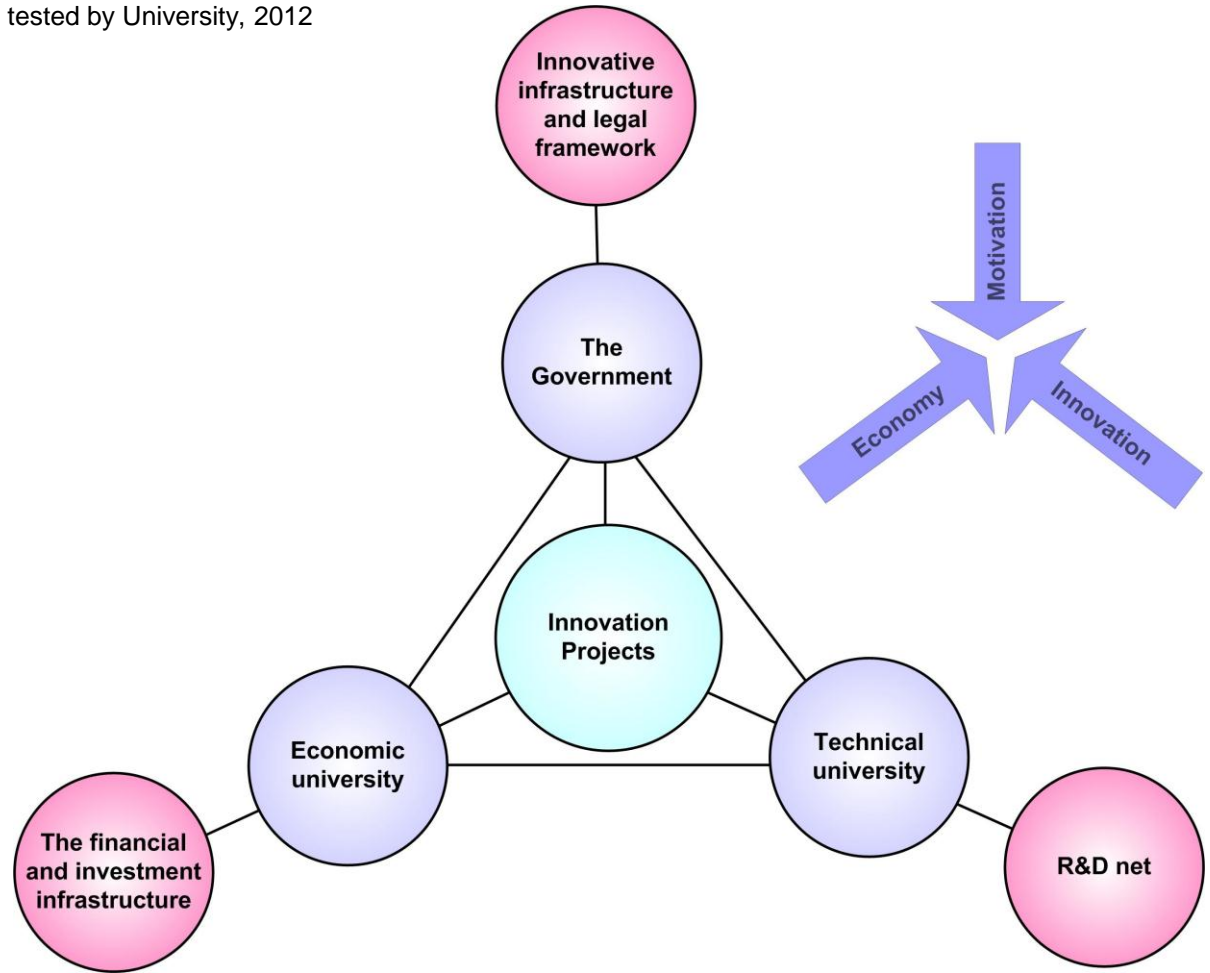 tested by University, 2012
Innovative
infrastructure
and legal
framework
Motivation
The
Government
Economy
Innovation
Innovation
Projects
Economic
university
Technical
university
The financial
and investment
infrastructure
R&D net